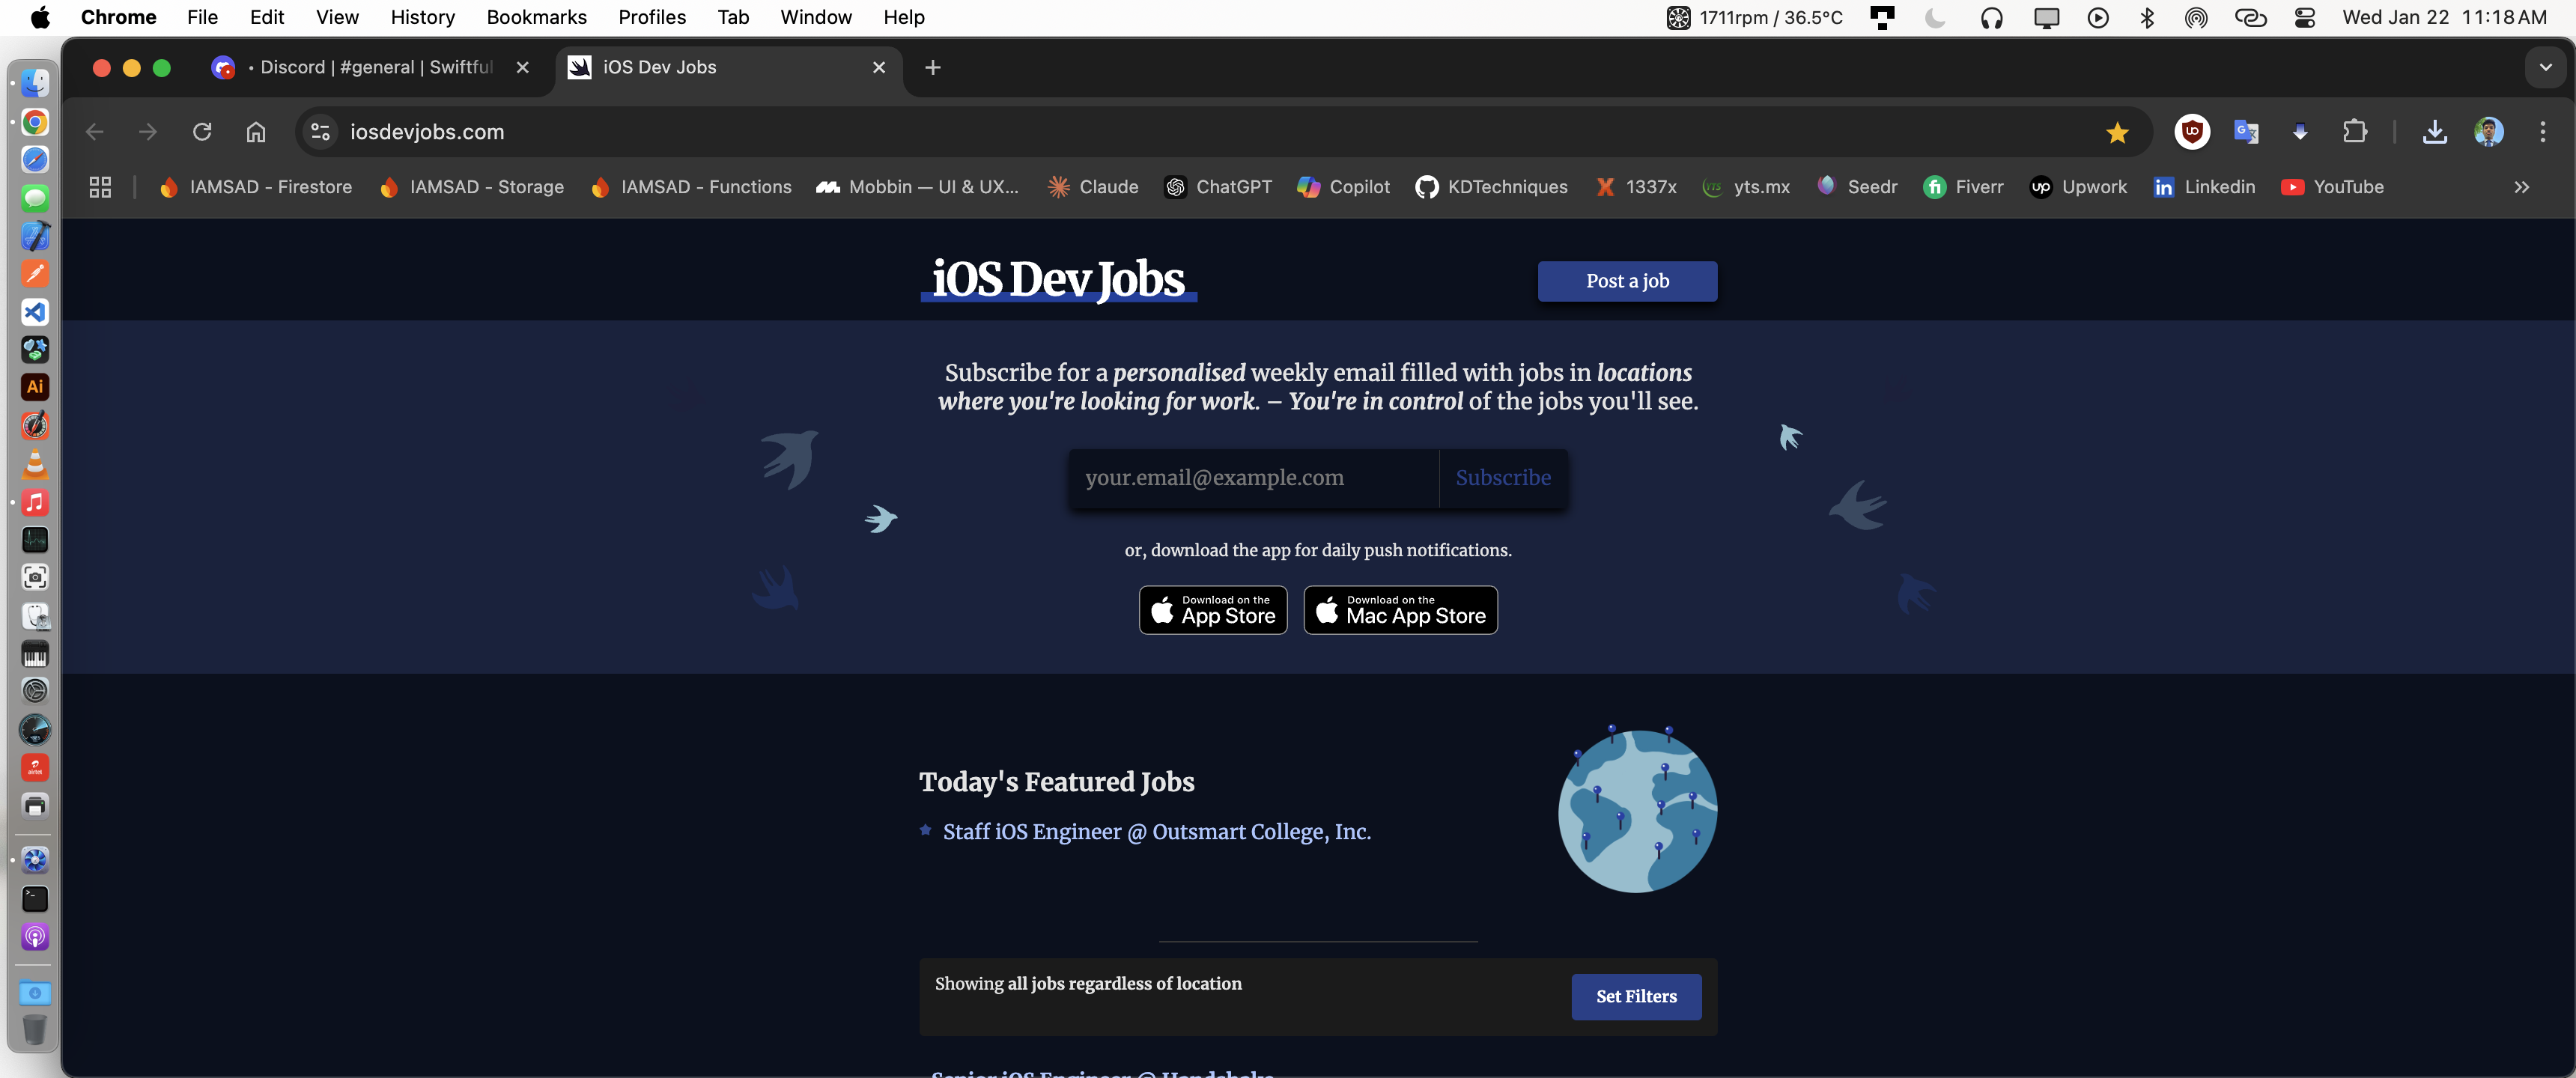 Chrome File Edit View History Bookmarks Profiles Tab Window Help
1711rpm / 36.5°C
Wed Jan 22 11:18 AM
• Discord | #general | Swiftful
iOS Dev Jobs
iosdevjobs.com
IAMSAD - Firestore
IAMSAD - Storage
IAMSAD - Functions
Mobbin — UI & UX...
Claude
ChatGPT
Copilot
KDTechniques
1337x
yts.mx
Seedr
Fiverr
Upwork
Linkedin
YouTube
iOS Dev Jobs
Post a job
Subscribe for a personalised weekly email filled with jobs in locations
where you're looking for work. – You're in control of the jobs you'll see.
your.email@example.com
Subscribe
or, download the app for daily push notifications.
Download on the
App Store
Download on the
Mac App Store
Today's Featured Jobs
Staff iOS Engineer @ Outsmart College, Inc.
Showing all jobs regardless of location
Set Filters
Senior iOS Engineer @ Handshake
Ai
airtel